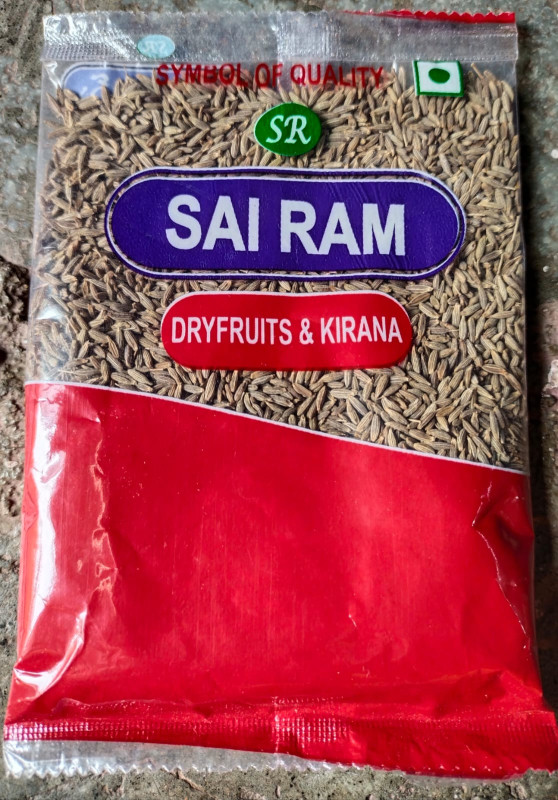 SYMBOL OF QUALITY
SR
SAI RAM
DRYFRUITS & KIRANA